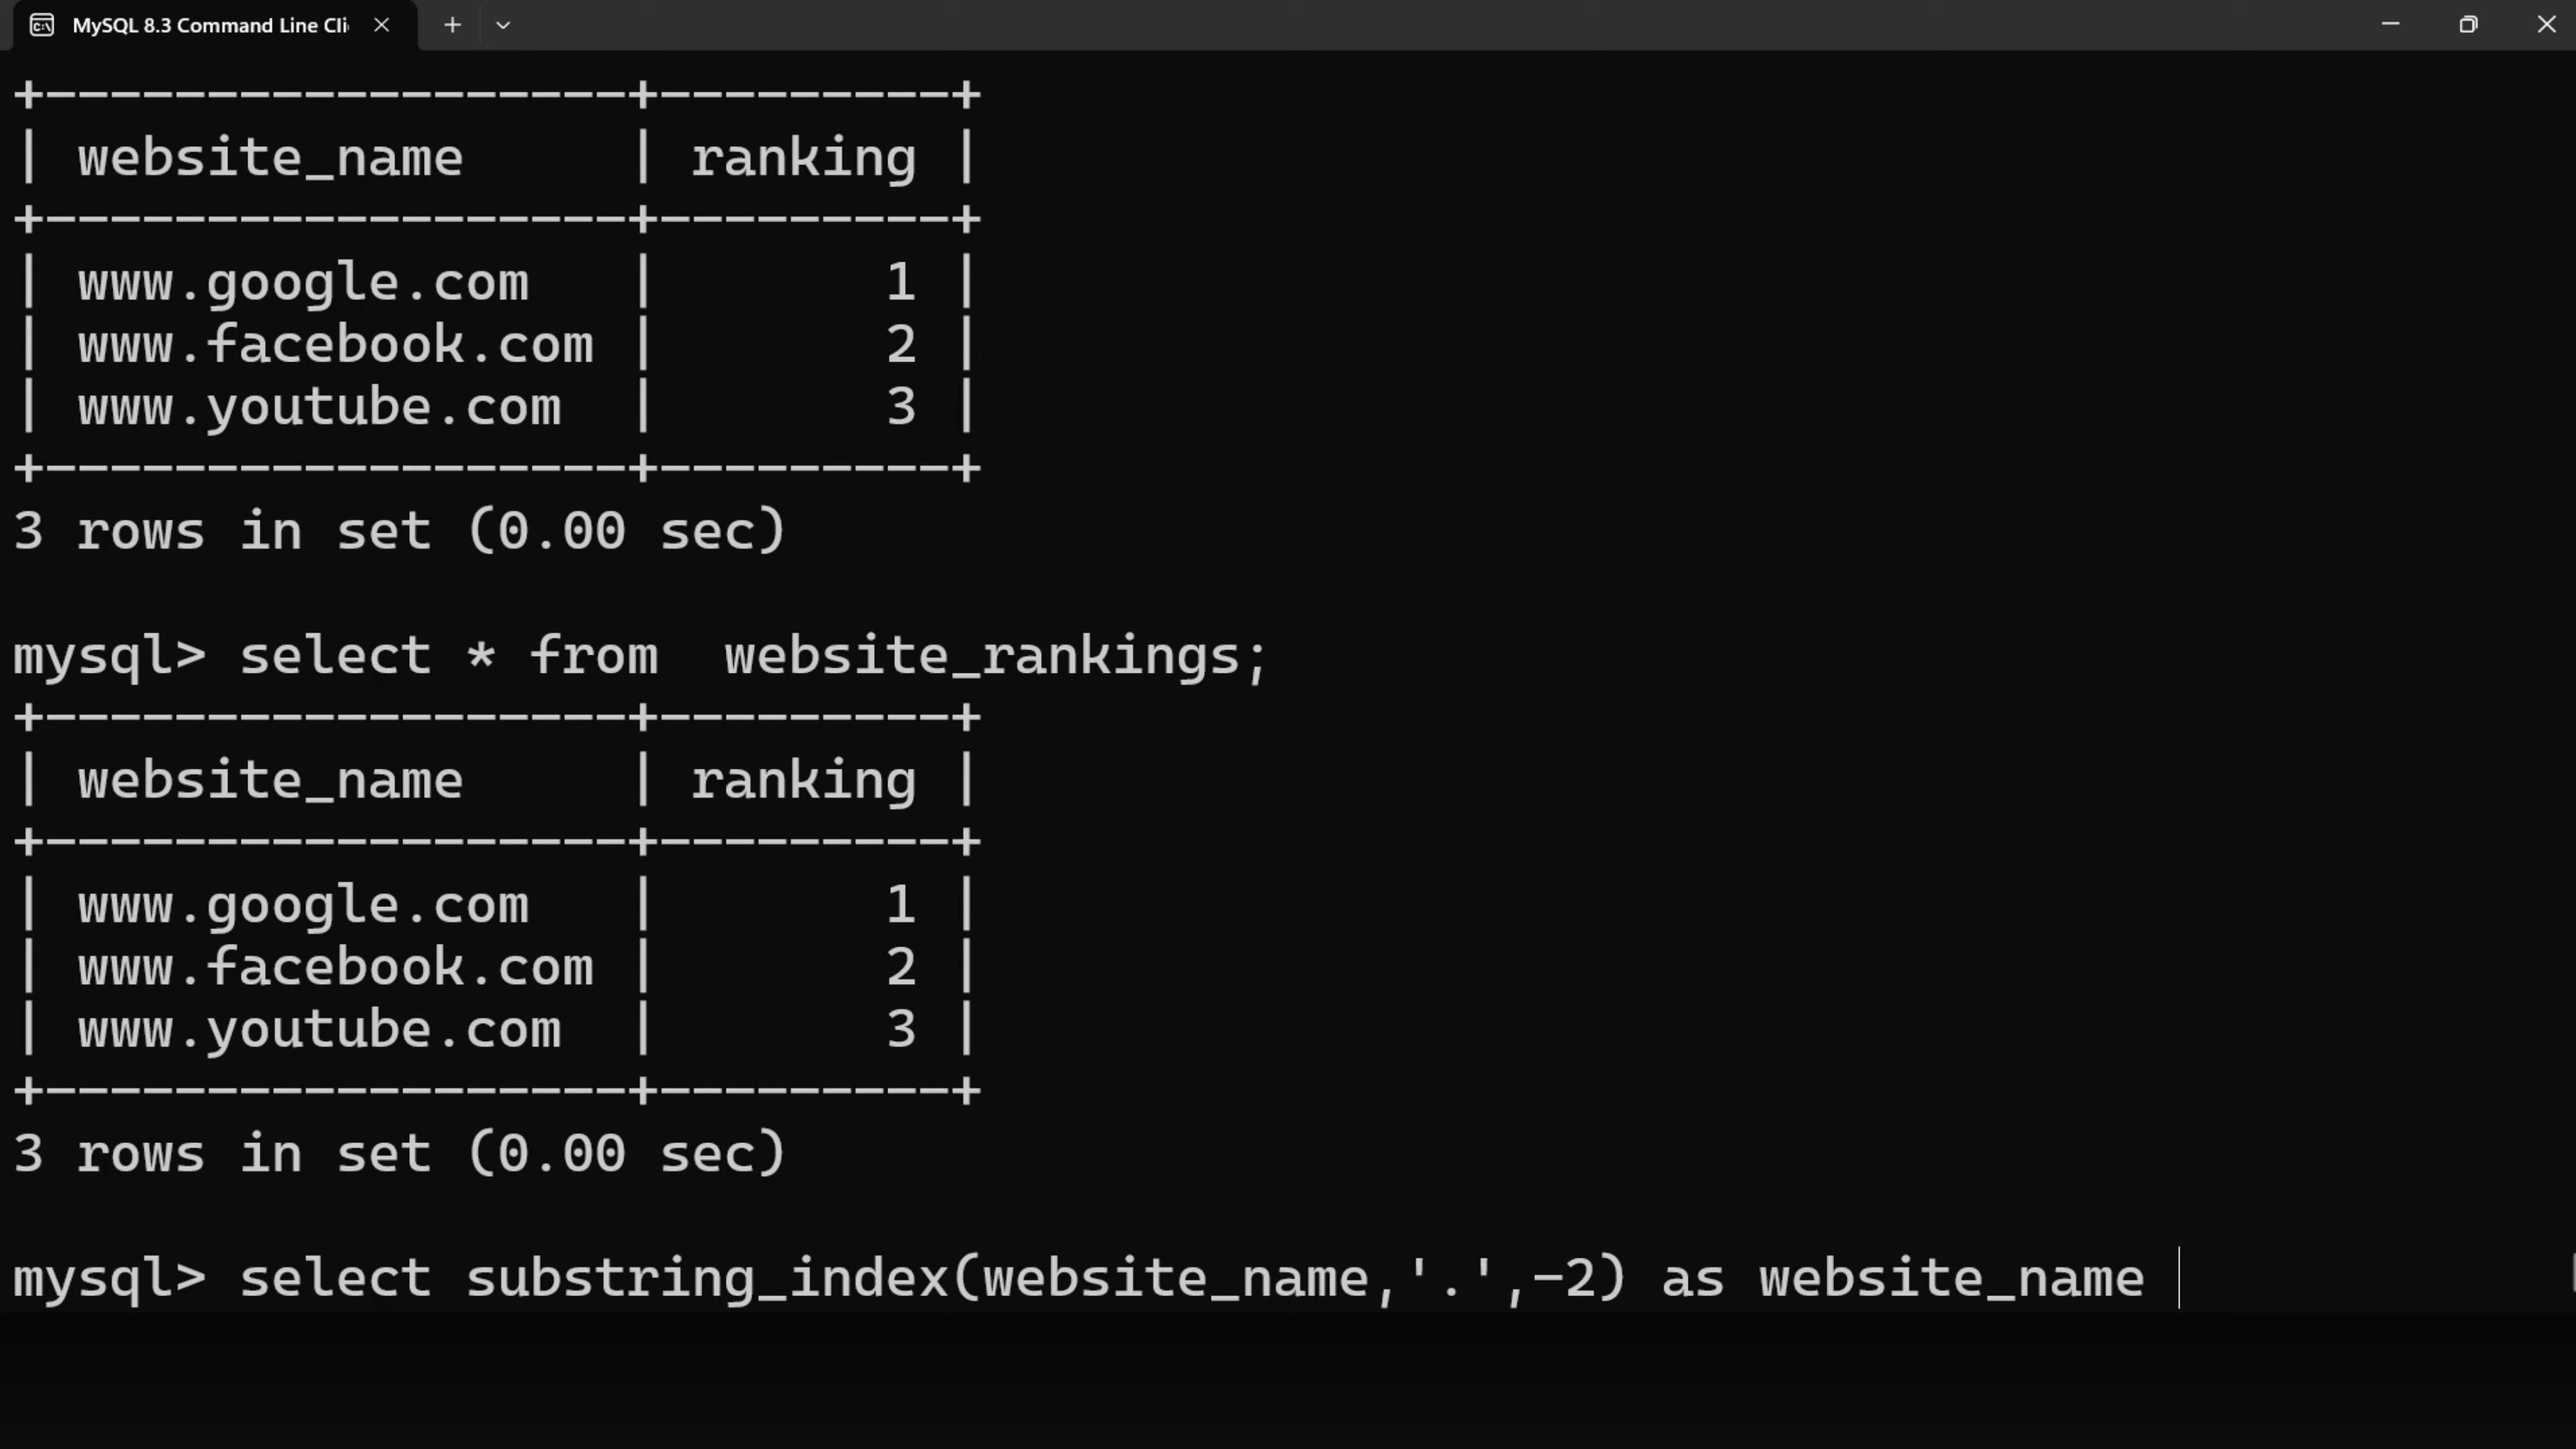 MySQL 8.3 Command Line Cli
+------------------+---------+
| website_name     | ranking |
+------------------+---------+
| www.google.com   |       1 |
| www.facebook.com |       2 |
| www.youtube.com  |       3 |
+------------------+---------+
3 rows in set (0.00 sec)
mysql> select * from  website_rankings;
+------------------+---------+
| website_name     | ranking |
+------------------+---------+
| www.google.com   |       1 |
| www.facebook.com |       2 |
| www.youtube.com  |       3 |
+------------------+---------+
3 rows in set (0.00 sec)
mysql> select substring_index(website_name,'.',-2) as website_name